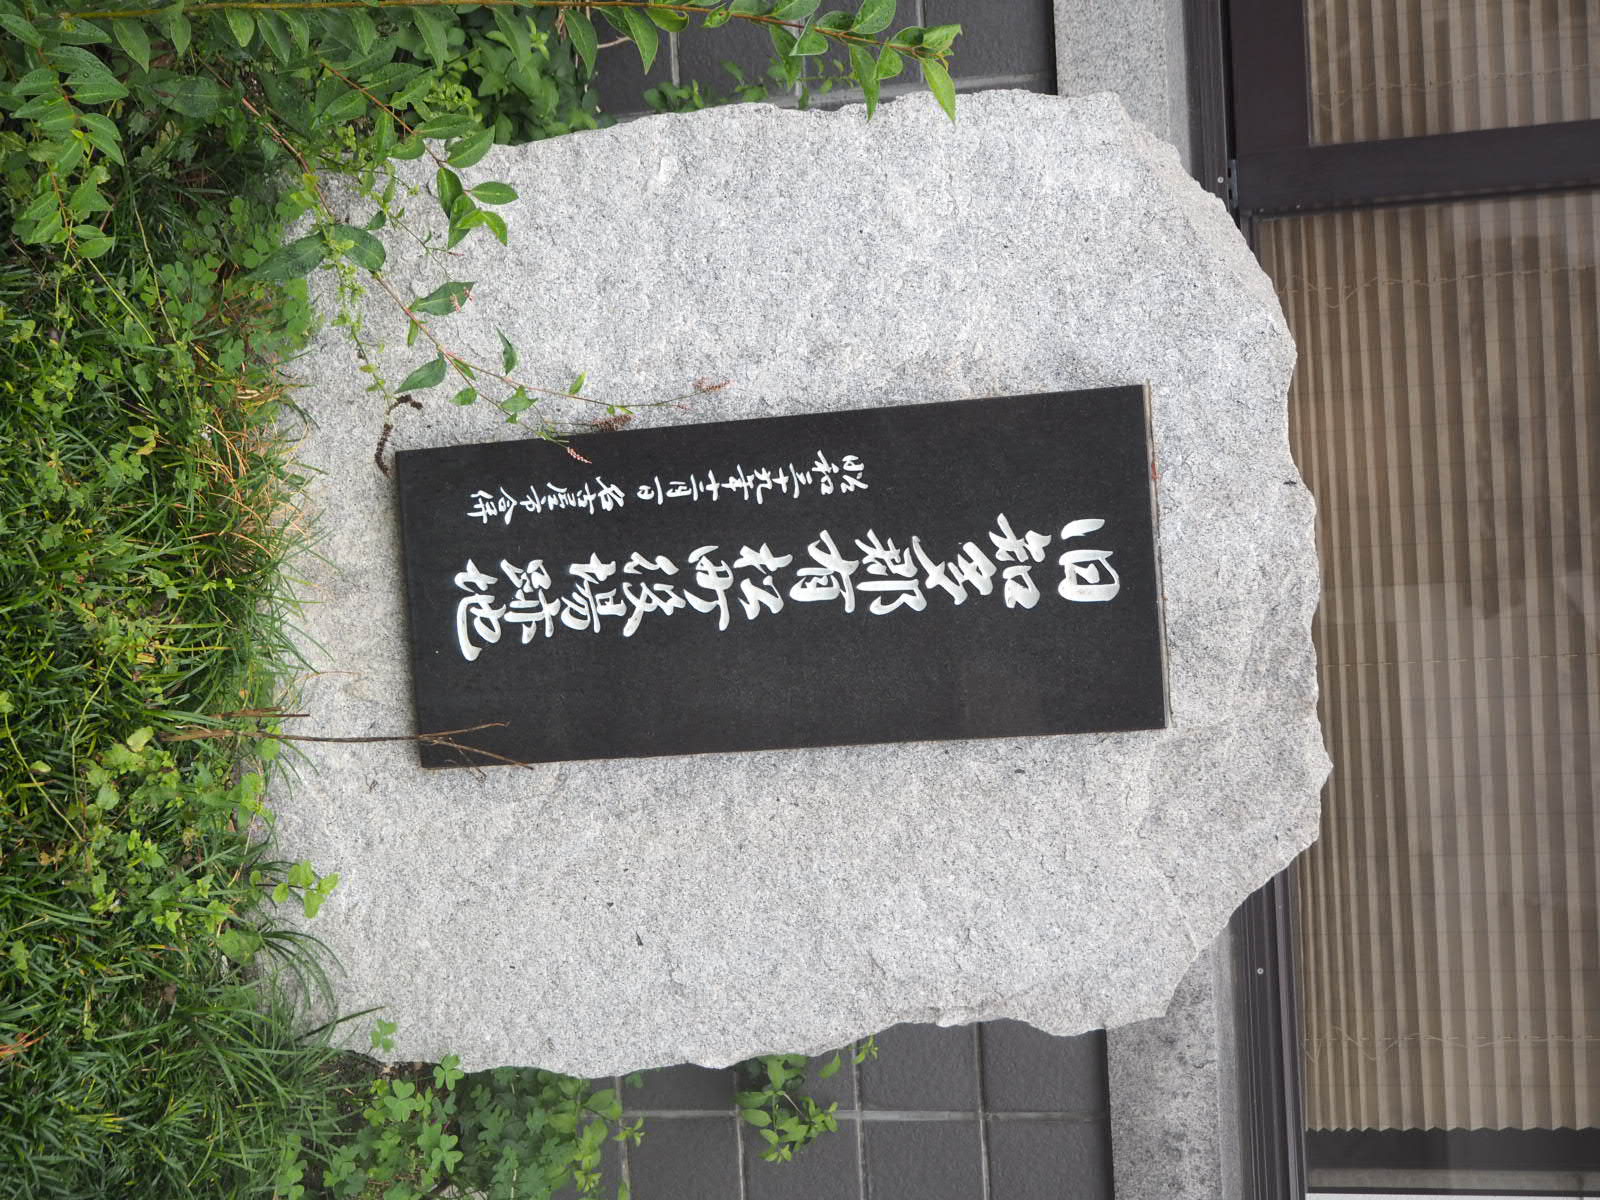 旧知多郡有松町役場跡地
昭和三十九年十二月一日 名古屋市合併